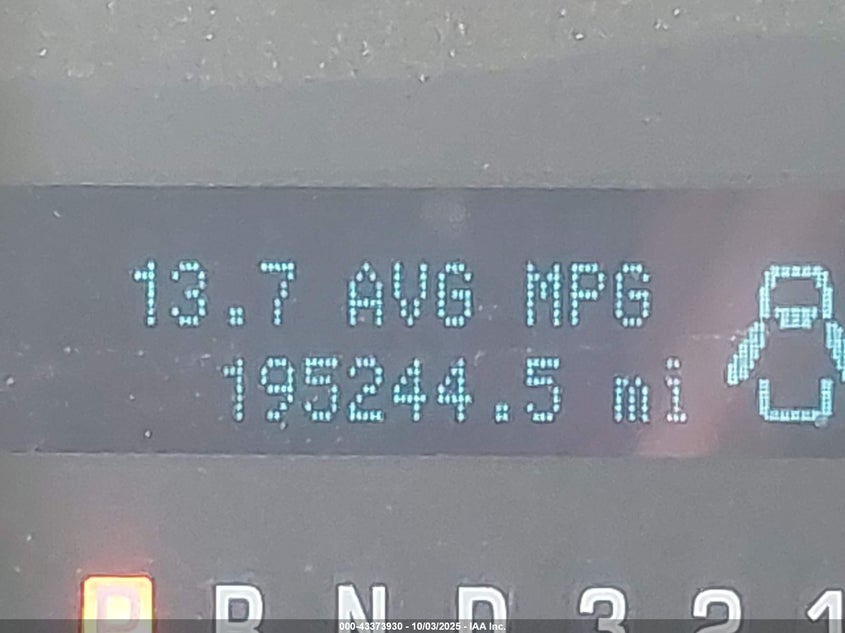 13.7 AVG MPG
195244.5 mi
P R N D 3 2 1
000-43373930 - 10/03/2025 - IAA Inc.